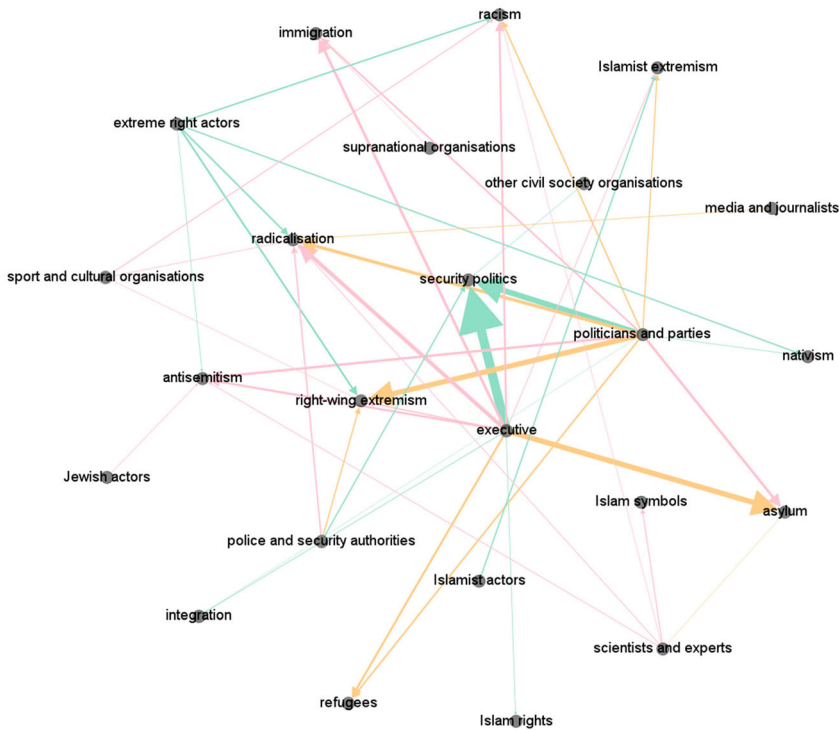 racism
immigration
Islamist extremism
extreme right actors
supranational organisations
other civil society organisations
media and journalists
radicalisation
sport and cultural organisations
security politics
politicians and parties
nativism
antisemitism
right-wing extremism
executive
Jewish actors
Islam symbols
asylum
police and security authorities
Islamist actors
integration
scientists and experts
refugees
Islam rights